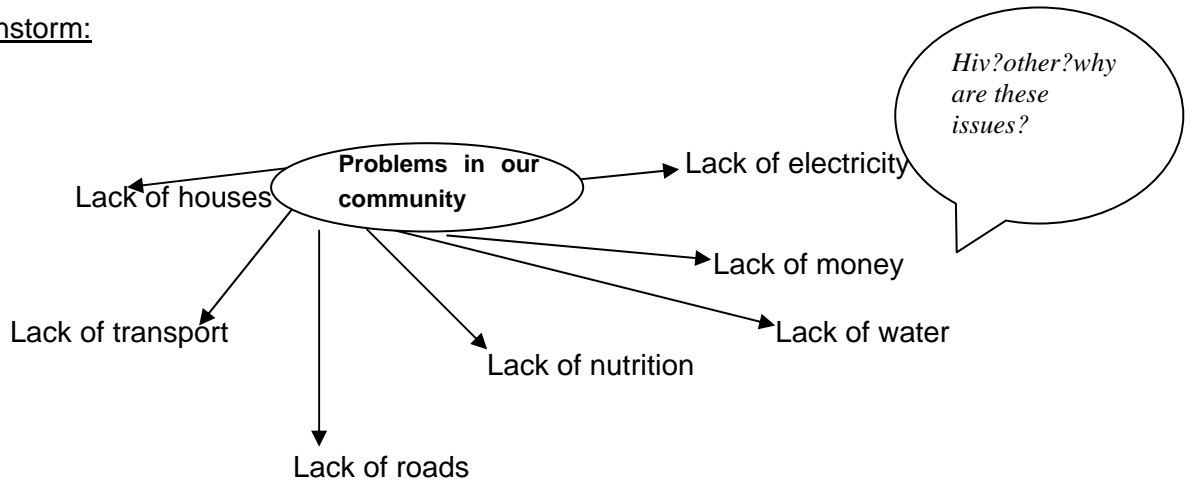 nstorm:
Hiv?other?why
are these
issues?
Problems in our
community
Lack of electricity
Lack of houses
Lack of money
Lack of transport
Lack of water
Lack of nutrition
Lack of roads